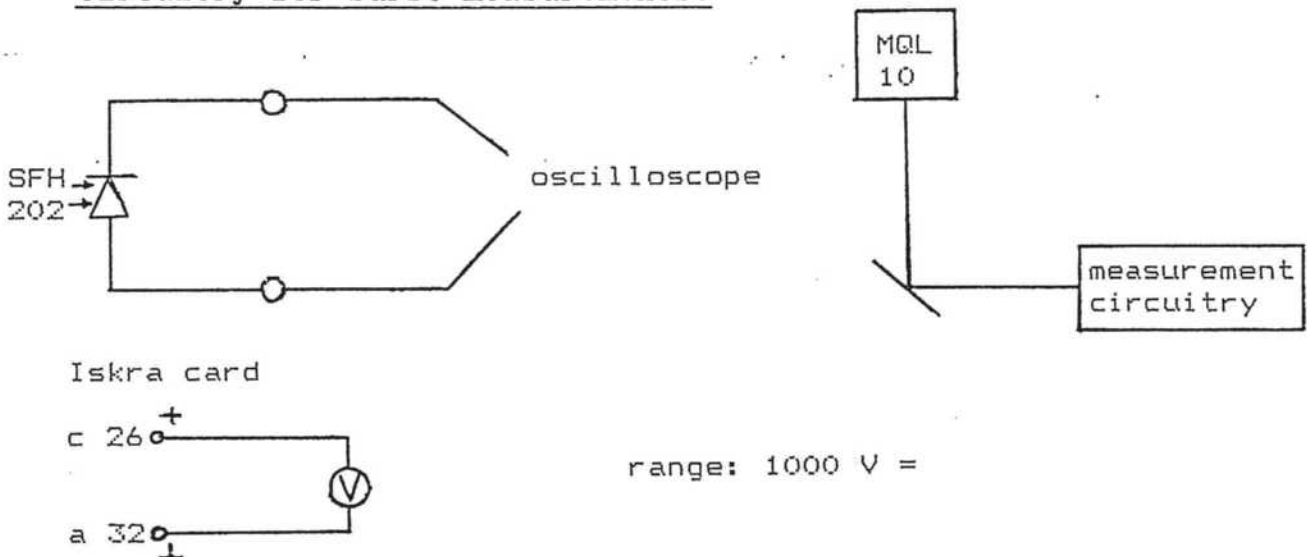 MQL
10
SFH
202
oscilloscope
measurement
circuitry
Iskra card
+
c 26
V
range: 1000 V =
a 32